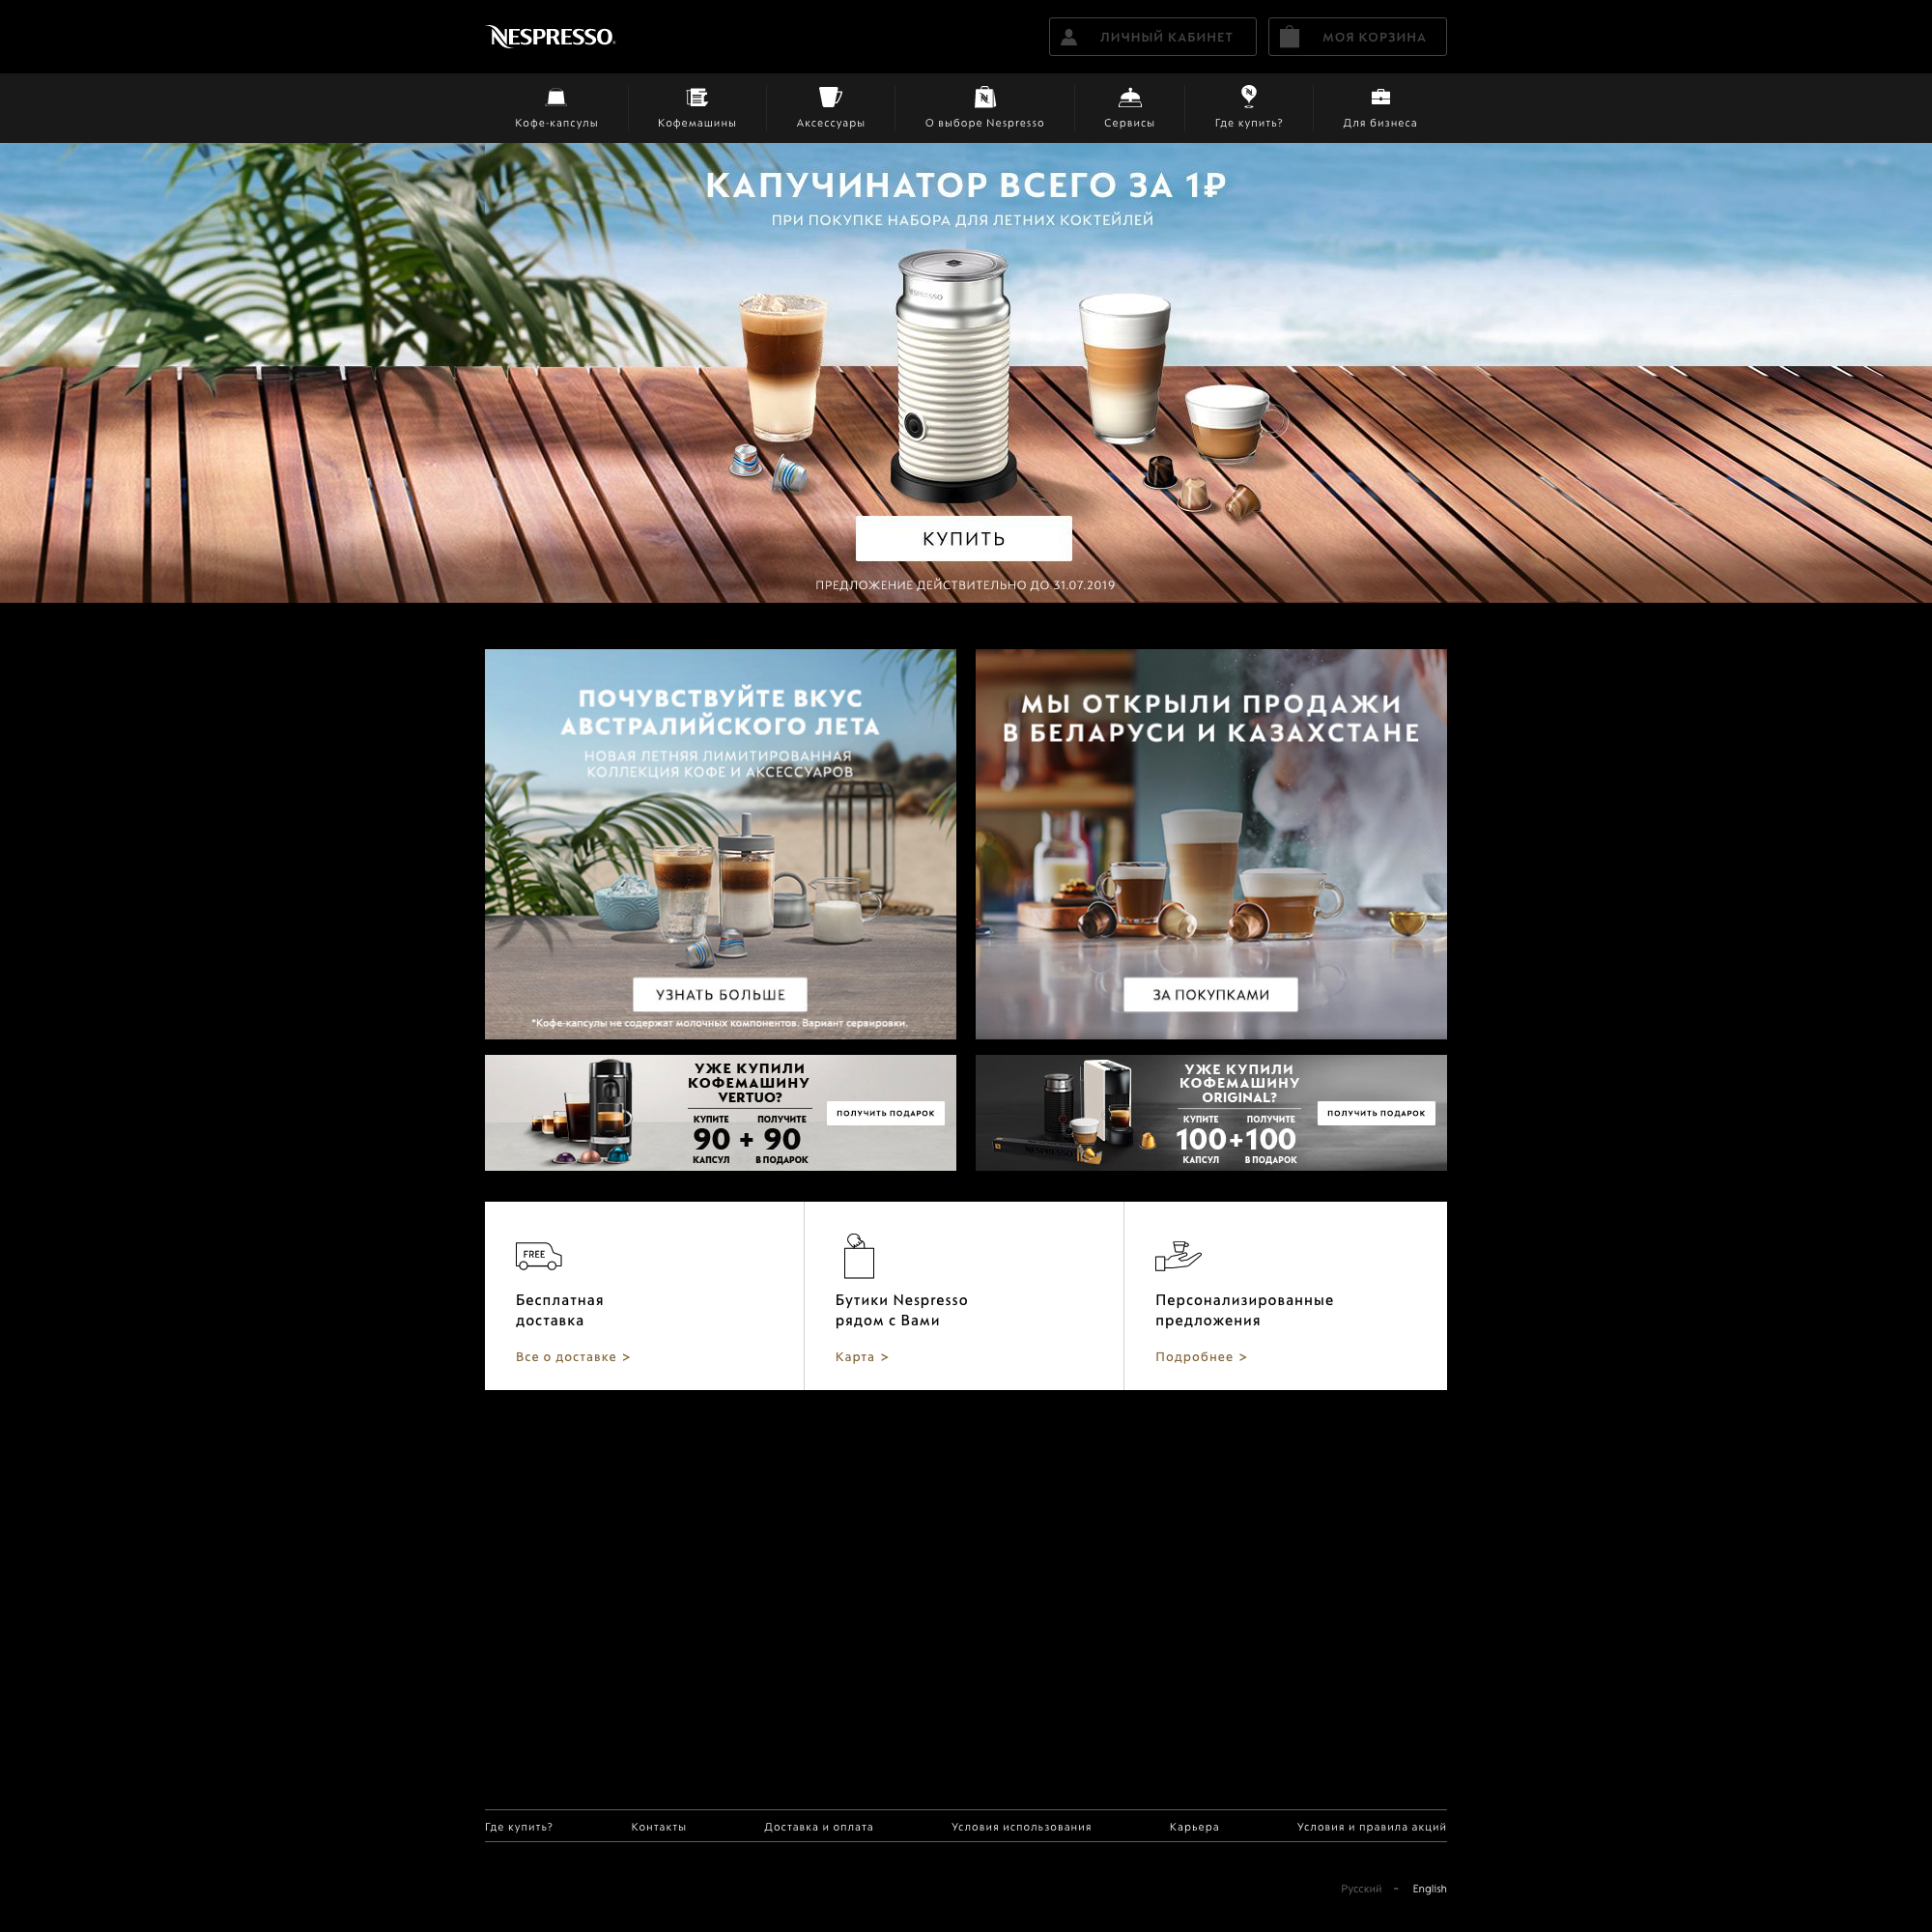 NESPRESSO
ЛИЧНЫЙ КАБИНЕТ
МОЯ КОРЗИНА
Кофе-капсулы
Кофемашины
Аксессуары
О выборе Nespresso
Сервисы
Где купить?
Для бизнеса
КАПУЧИНАТОР ВСЕГО ЗА 1₽
ПРИ ПОКУПКЕ НАБОРА ДЛЯ ЛЕТНИХ КОКТЕЙЛЕЙ
NESPRESSO
КУПИТЬ
ПРЕДЛОЖЕНИЕ ДЕЙСТВИТЕЛЬНО ДО 31.07.2019
ПОЧУВСТВУЙТЕ ВКУС
АВСТРАЛИЙСКОГО ЛЕТА
НОВАЯ ЛЕТНЯЯ ЛИМИТИРОВАННАЯ
КОЛЛЕКЦИЯ КОФЕ И АКСЕССУАРОВ
УЗНАТЬ БОЛЬШЕ
*Кофе-капсулы не содержат молочных компонентов. Вариант сервировки.
МЫ ОТКРЫЛИ ПРОДАЖИ
В БЕЛАРУСИ И КАЗАХСТАНЕ
ЗА ПОКУПКАМИ
УЖЕ КУПИЛИ
КОФЕМАШИНУ
VERTUO?
КУПИТЕ ПОЛУЧИТЕ
90 + 90
КАПСУЛ В ПОДАРОК
ПОЛУЧИТЬ ПОДАРОК
УЖЕ КУПИЛИ
КОФЕМАШИНУ
ORIGINAL?
КУПИТЕ ПОЛУЧИТЕ
100+100
КАПСУЛ В ПОДАРОК
ПОЛУЧИТЬ ПОДАРОК
NESPRESSO
FREE
Бесплатная
доставка
Все о доставке >
Бутики Nespresso
рядом с Вами
Карта >
Персонализированные
предложения
Подробнее >
Где купить?
Контакты
Доставка и оплата
Условия использования
Карьера
Условия и правила акций
Русский - English